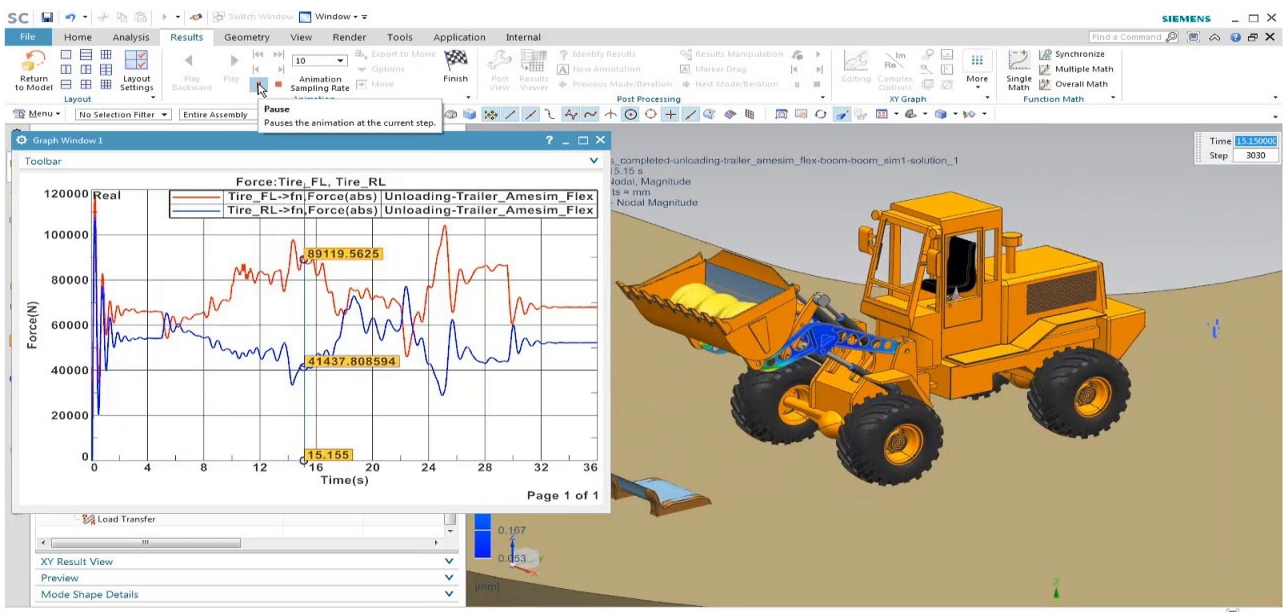 SC Switch Window Window
SIEMENS
File Home Analysis Results Geometry View Render Tools Application Internal
Find a Command
Return to Model
Layout Settings
Layout
Play Backward
Play
10
Animation Sampling Rate
Animation
Export to Movie
Options
Move
Finish
Post View
Results Viewer
Identify Results
New Annotation
Previous Mode/Iteration
Results Manipulation
Marker Drag
Next Mode/Iteration
Post Processing
Editing
Complex Options
Im
Re
XY Graph
More
Single Math
Synchronize
Multiple Math
Overall Math
Function Math
Menu No Selection Filter Entire Assembly
Pause
Pauses the animation at the current step.
Graph Window 1
Toolbar
Force:Tire_FL, Tire_RL
Real
Tire_FL->fn,Force(abs) Unloading-Trailer_Amesim_Flex
Tire_RL->fn,Force(abs) Unloading-Trailer_Amesim_Flex
120000
100000
80000
60000
40000
20000
0
Force(N)
89119.5625
41437.808594
15.155
0 4 8 12 16 20 24 28 32 36
Time(s)
Page 1 of 1
s_completed-unloading-trailer_amesim_flex-boom-boom_sim1-solution_1
15.15 s
Nodal, Magnitude
ts = mm
- Nodal Magnitude
Time 15.150000
Step 3030
Load Transfer
XY Result View
Preview
Mode Shape Details
0.167
0.053
[mm]
Z
Y
X
Z